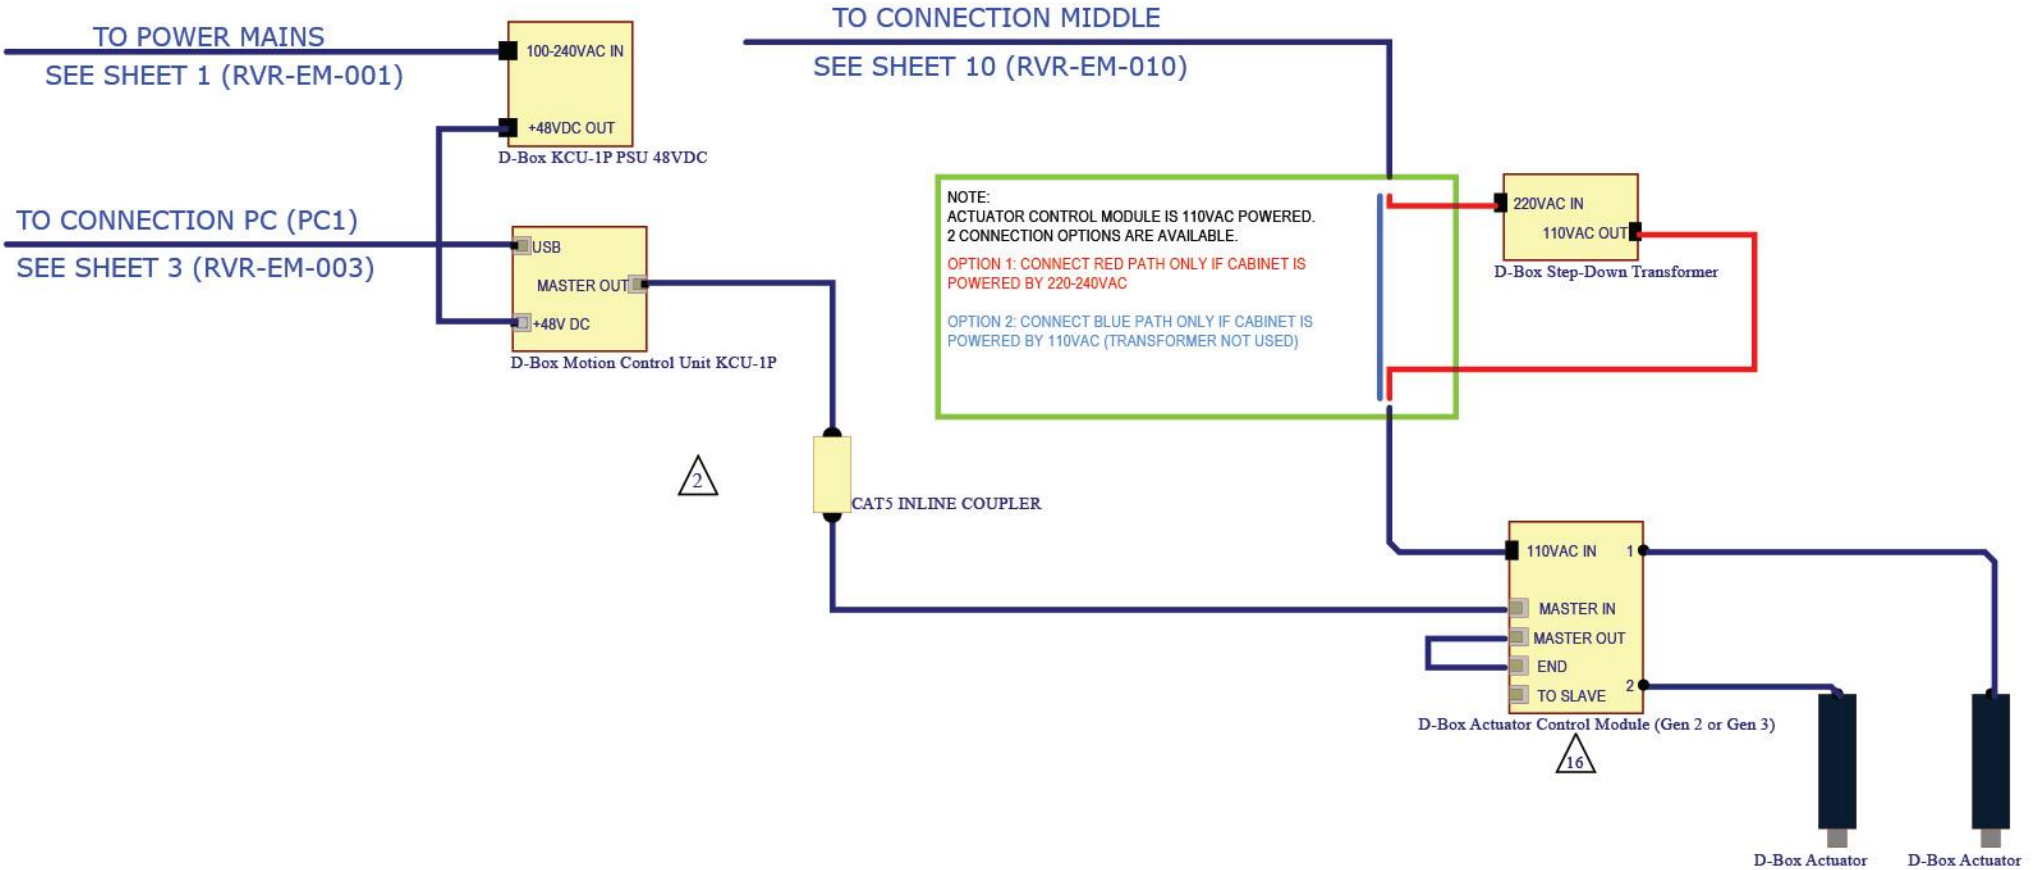 TO POWER MAINS
SEE SHEET 1 (RVR-EM-001)
100-240VAC IN
+48VDC OUT
D-Box KCU-1P PSU 48VDC
TO CONNECTION PC (PC1)
SEE SHEET 3 (RVR-EM-003)
USB
MASTER OUT
+48V DC
D-Box Motion Control Unit KCU-1P
TO CONNECTION MIDDLE
SEE SHEET 10 (RVR-EM-010)
NOTE:
ACTUATOR CONTROL MODULE IS 110VAC POWERED.
2 CONNECTION OPTIONS ARE AVAILABLE.
OPTION 1: CONNECT RED PATH ONLY IF CABINET IS
POWERED BY 220-240VAC
OPTION 2: CONNECT BLUE PATH ONLY IF CABINET IS
POWERED BY 110VAC (TRANSFORMER NOT USED)
220VAC IN
110VAC OUT
D-Box Step-Down Transformer
2
CAT5 INLINE COUPLER
110VAC IN 1
MASTER IN
MASTER OUT
END
TO SLAVE 2
D-Box Actuator Control Module (Gen 2 or Gen 3)
16
D-Box Actuator
D-Box Actuator